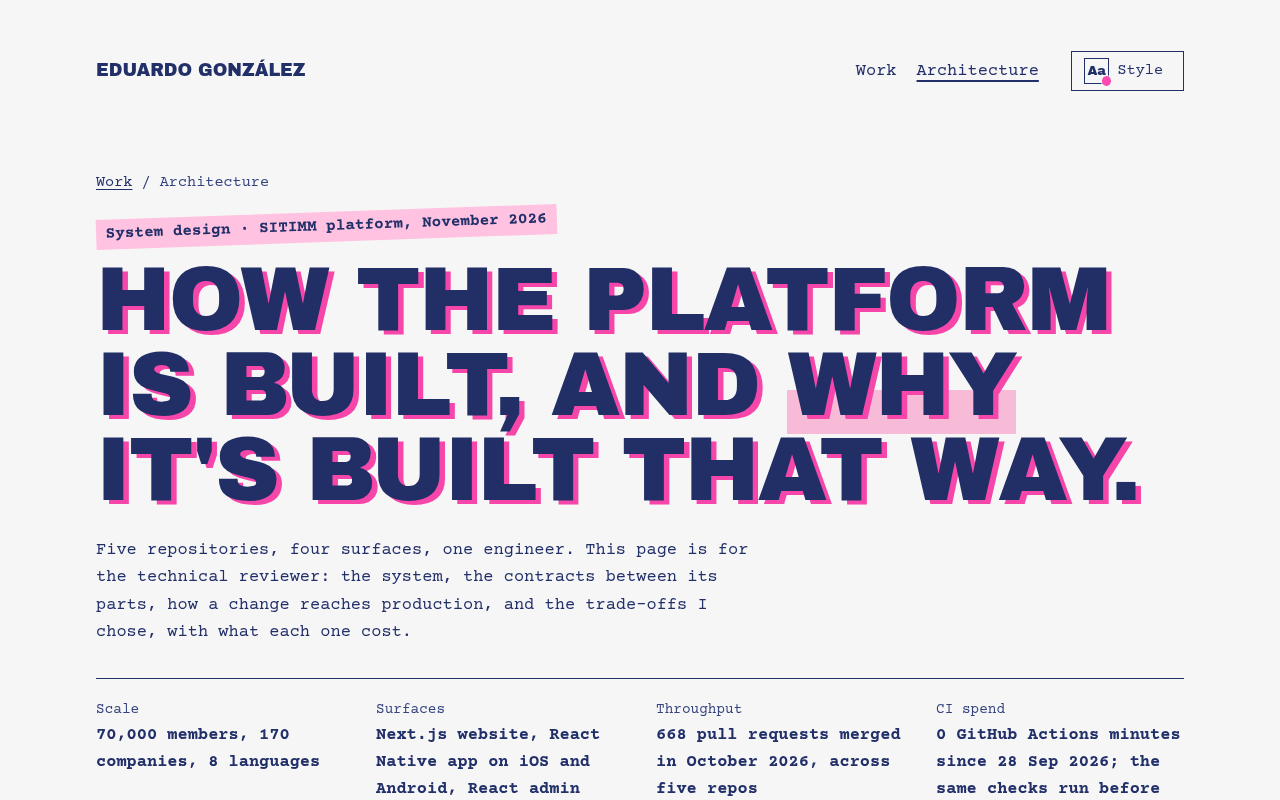 EDUARDO GONZÁLEZ
Work
Architecture
Aa
Style
Work / Architecture
System design · SITIMM platform, November 2026
HOW THE PLATFORM
IS BUILT, AND WHY
IT'S BUILT THAT WAY.
Five repositories, four surfaces, one engineer. This page is for
the technical reviewer: the system, the contracts between its
parts, how a change reaches production, and the trade-offs I
chose, with what each one cost.
Scale
70,000 members, 170
companies, 8 languages
Surfaces
Next.js website, React
Native app on iOS and
Android, React admin
Throughput
668 pull requests merged
in October 2026, across
five repos
CI spend
0 GitHub Actions minutes
since 28 Sep 2026; the
same checks run before